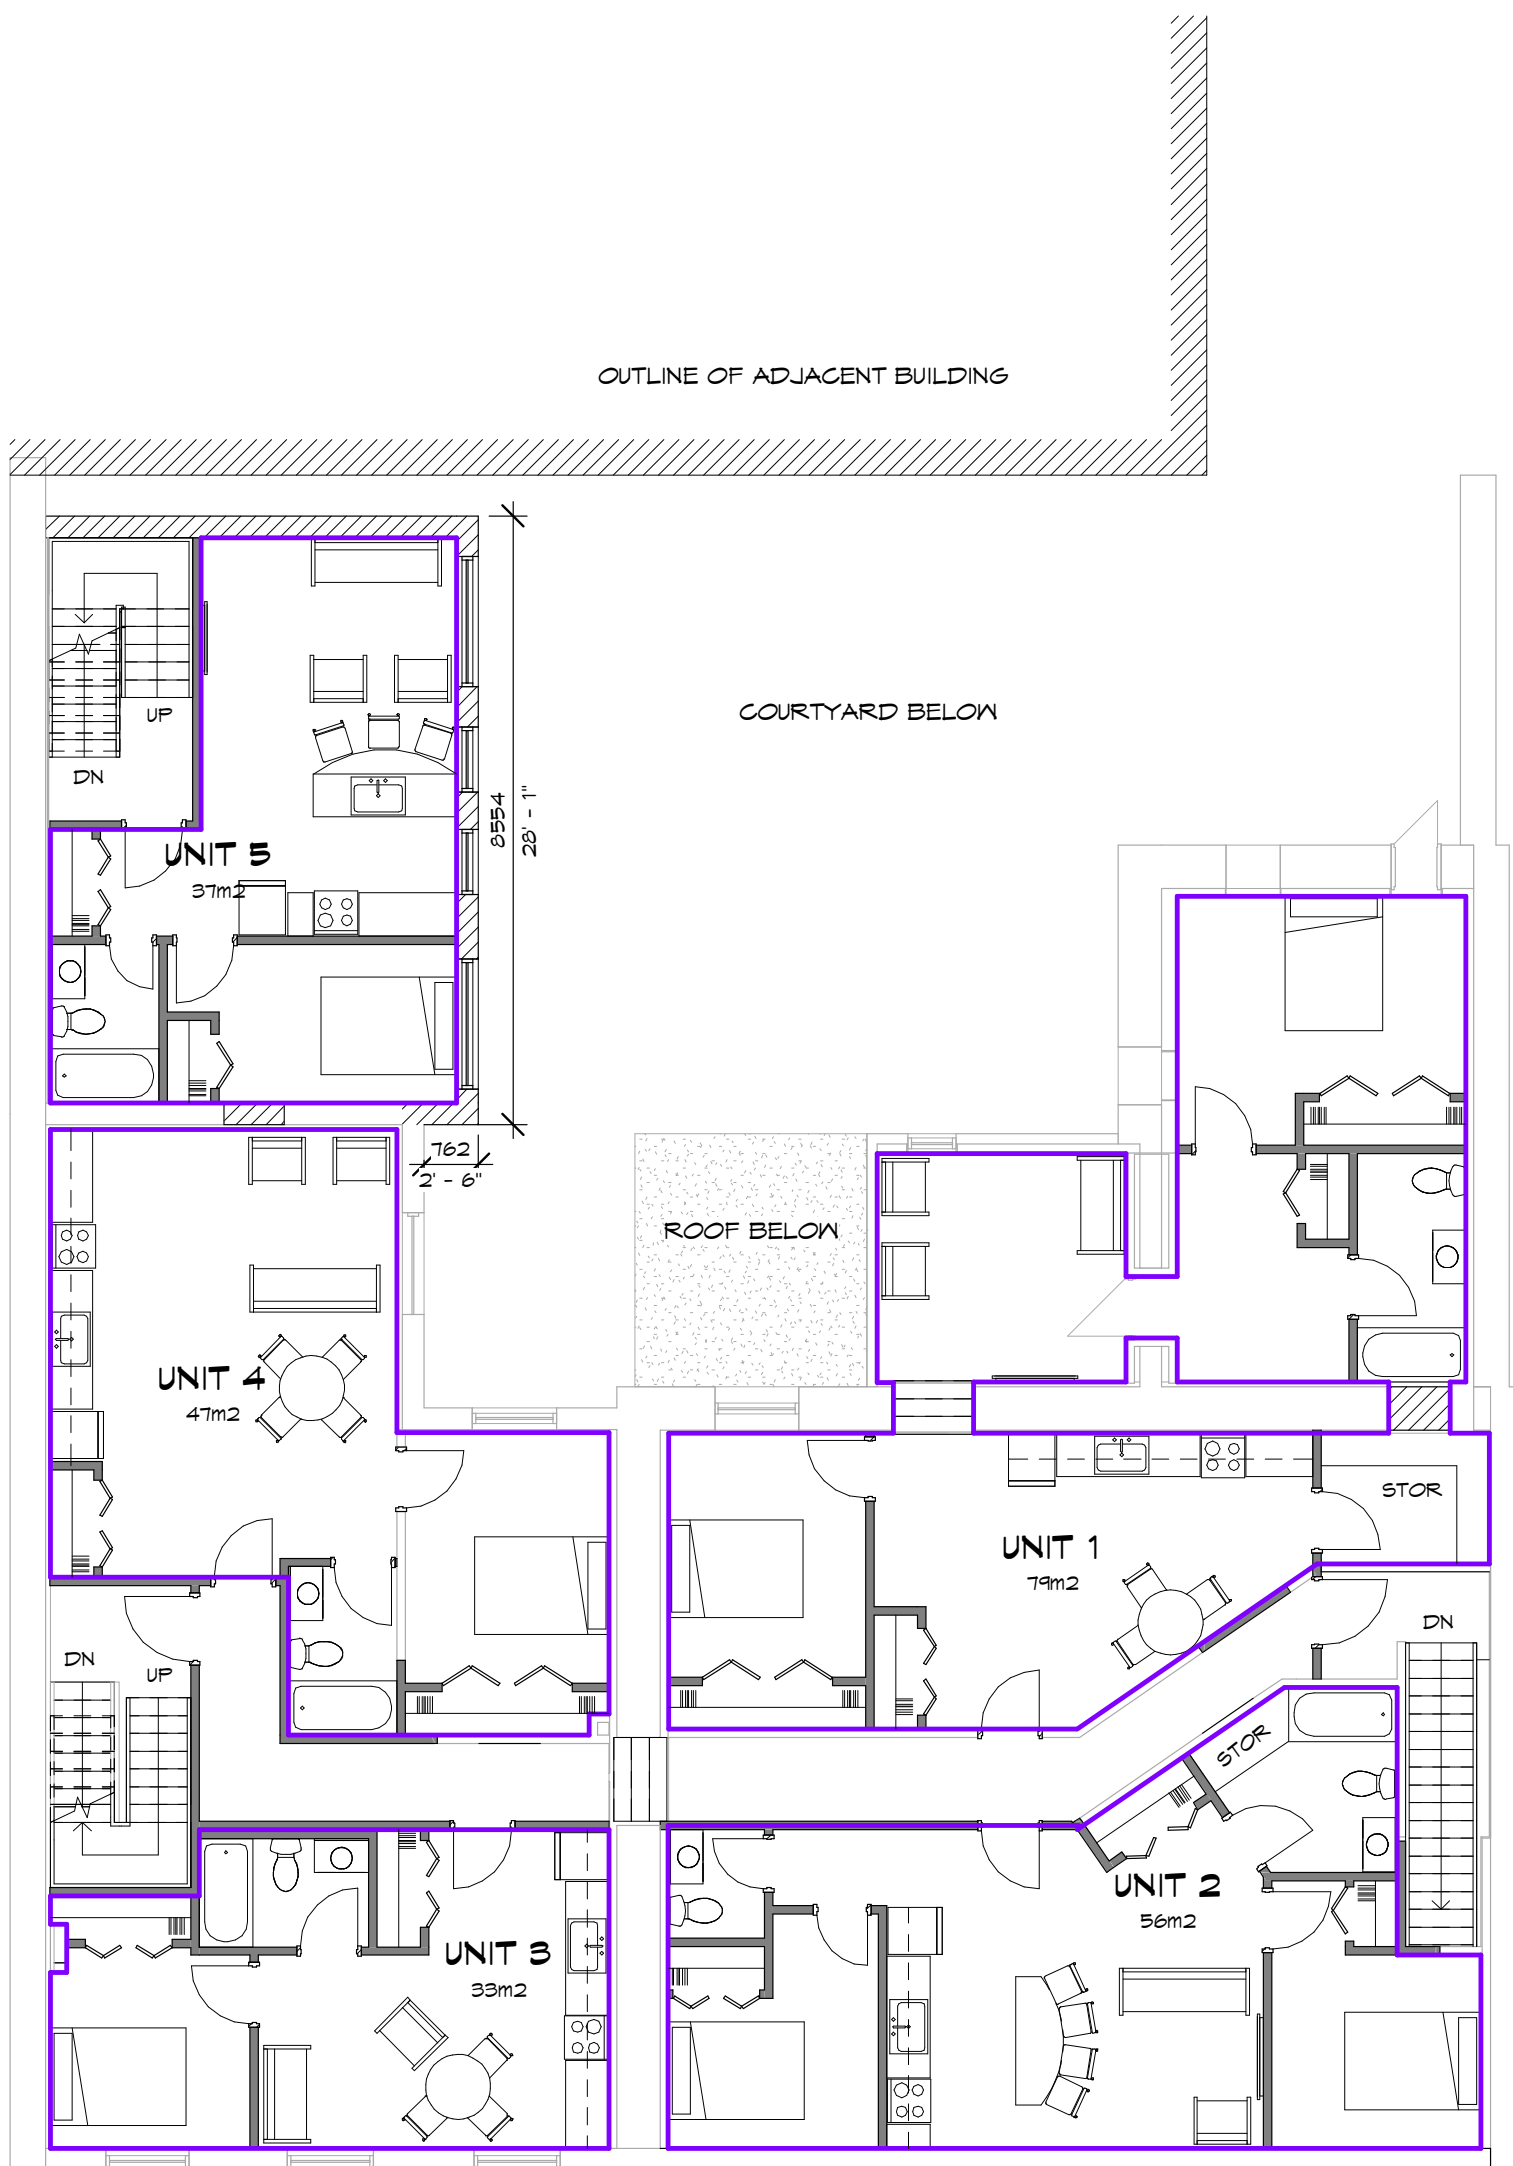 OUTLINE OF ADJACENT BUILDING
UP
DN
COURTYARD BELOW
8554
28' - 1"
UNIT 5
37m2
762
2' - 6"
ROOF BELOW
UNIT 4
47m2
STOR
UNIT 1
79m2
DN
DN
UP
STOR
UNIT 2
56m2
UNIT 3
33m2